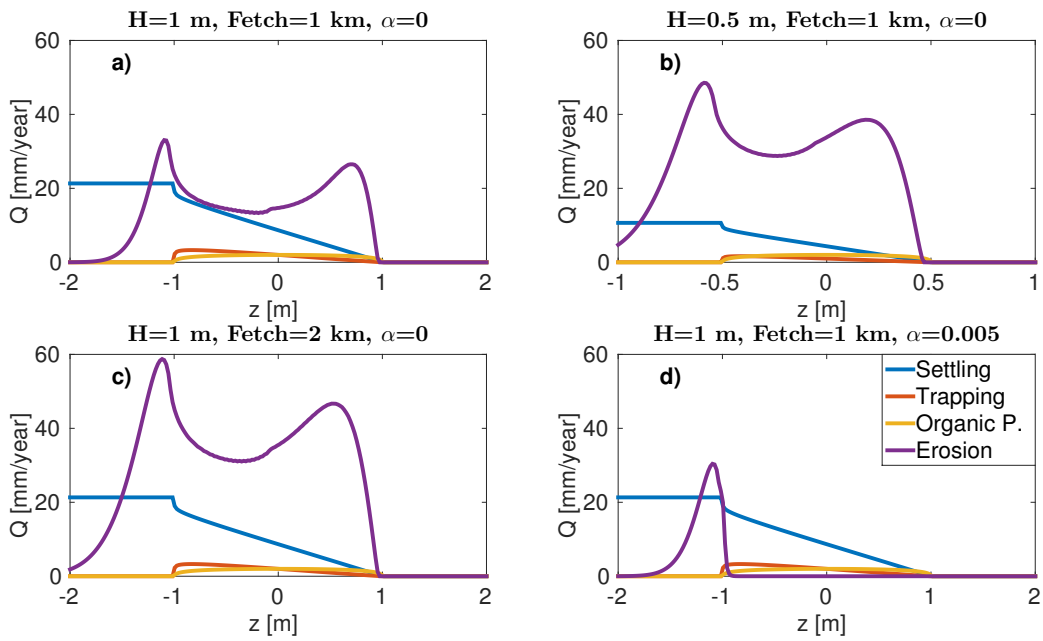 H=1 m, Fetch=1 km, α=0
a)
60
40
20
0
Q [mm/year]
-2 -1 0 1 2
z [m]
H=0.5 m, Fetch=1 km, α=0
b)
60
40
20
0
Q [mm/year]
-1 -0.5 0 0.5 1
z [m]
H=1 m, Fetch=2 km, α=0
c)
60
40
20
0
Q [mm/year]
-2 -1 0 1 2
z [m]
H=1 m, Fetch=1 km, α=0.005
d)
Settling
Trapping
Organic P.
Erosion
60
40
20
0
Q [mm/year]
-2 -1 0 1 2
z [m]